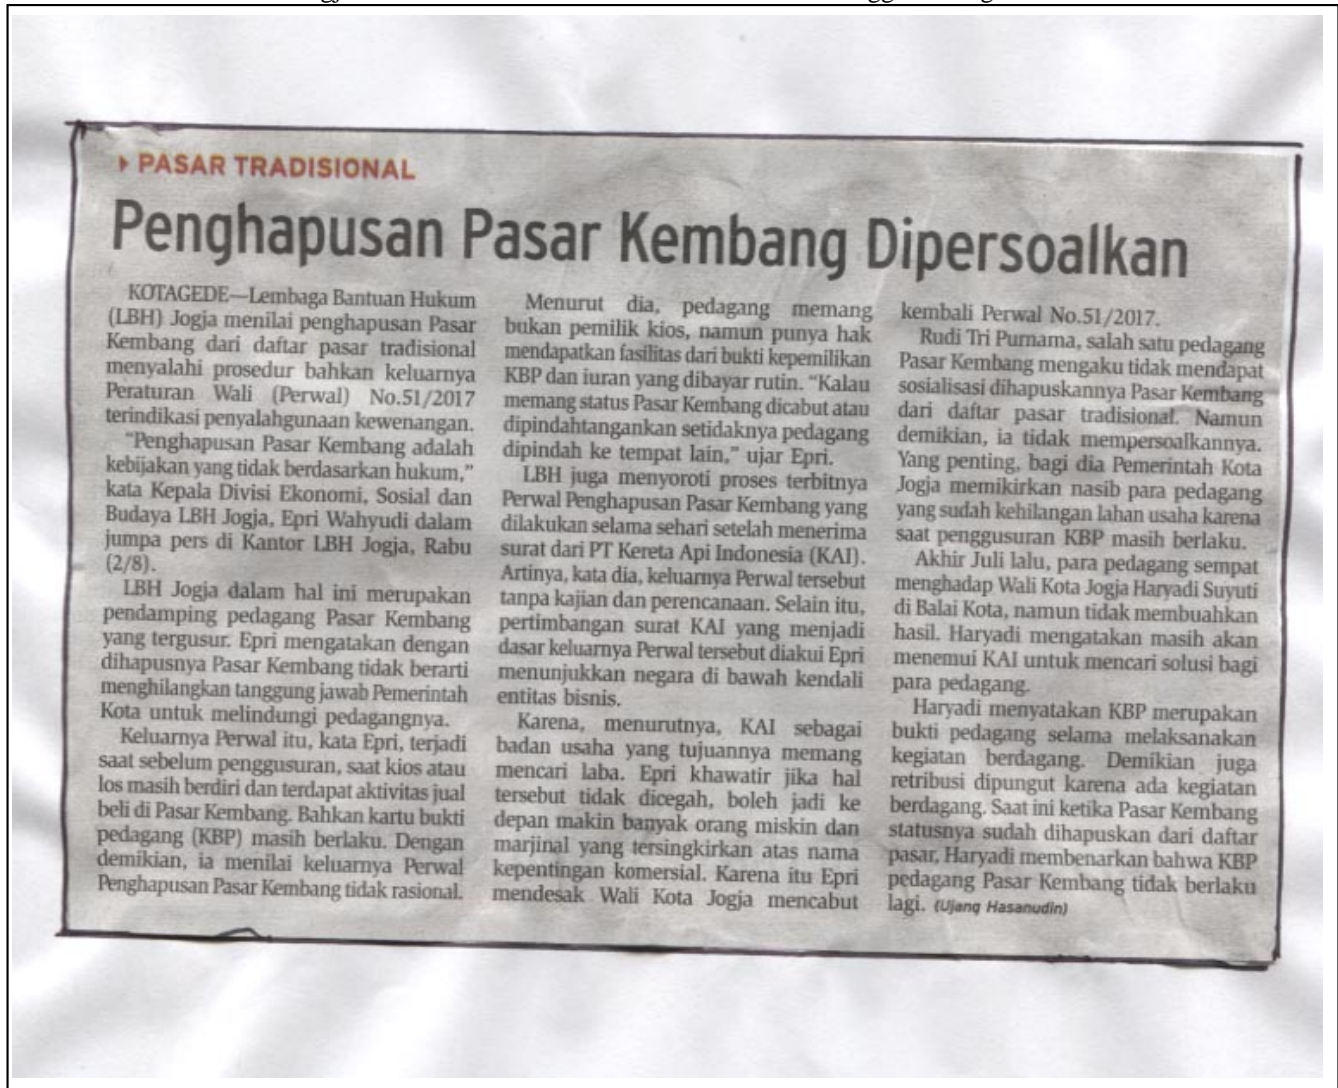 PASAR TRADISIONAL
Penghapusan Pasar Kembang Dipersoalkan
KOTAGEDE—Lembaga Bantuan Hukum
(LBH) Jogja menilai penghapusan Pasar
Kembang dari daftar pasar tradisional
menyalahi prosedur bahkan keluarnya
Peraturan Wali (Perwal) No.51/2017
terindikasi penyalahgunaan kewenangan.
"Penghapusan Pasar Kembang adalah
kebijakan yang tidak berdasarkan hukum,"
kata Kepala Divisi Ekonomi, Sosial dan
Budaya LBH Jogja, Epri Wahyudi dalam
jumpa pers di Kantor LBH Jogja, Rabu
(2/8).
LBH Jogja dalam hal ini merupakan
pendamping pedagang Pasar Kembang
yang tergusur. Epri mengatakan dengan
dihapusnya Pasar Kembang tidak berarti
menghilangkan tanggung jawab Pemerintah
Kota untuk melindungi pedagangnya.
Keluarnya Perwal itu, kata Epri, terjadi
saat sebelum penggusuran, saat kios atau
los masih berdiri dan terdapat aktivitas jual
beli di Pasar Kembang. Bahkan kartu bukti
pedagang (KBP) masih berlaku. Dengan
demikian, ia menilai keluarnya Perwal
Penghapusan Pasar Kembang tidak rasional.
Menurut dia, pedagang memang
bukan pemilik kios, namun punya hak
mendapatkan fasilitas dari bukti kepemilikan
KBP dan iuran yang dibayar rutin. "Kalau
memang status Pasar Kembang dicabut atau
dipindahtangankan setidaknya pedagang
dipindah ke tempat lain," ujar Epri.
LBH juga menyoroti proses terbitnya
Perwal Penghapusan Pasar Kembang yang
dilakukan selama sehari setelah menerima
surat dari PT Kereta Api Indonesia (KAI).
Artinya, kata dia, keluarnya Perwal tersebut
tanpa kajian dan perencanaan. Selain itu,
pertimbangan surat KAI yang menjadi
dasar keluarnya Perwal tersebut diakui Epri
menunjukkan negara di bawah kendali
entitas bisnis.
Karena, menurutnya, KAI sebagai
badan usaha yang tujuannya memang
mencari laba. Epri khawatir jika hal
tersebut tidak dicegah, boleh jadi ke
depan makin banyak orang miskin dan
marjinal yang tersingkirkan atas nama
kepentingan komersial. Karena itu Epri
mendesak Wali Kota Jogja mencabut
kembali Perwal No.51/2017.
Rudi Tri Purnama, salah satu pedagang
Pasar Kembang mengaku tidak mendapat
sosialisasi dihapuskannya Pasar Kembang
dari daftar pasar tradisional. Namun
demikian, ia tidak mempersoalkannya.
Yang penting, bagi dia Pemerintah Kota
Jogja memikirkan nasib para pedagang
yang sudah kehilangan lahan usaha karena
saat penggusuran KBP masih berlaku.
Akhir Juli lalu, para pedagang sempat
menghadap Wali Kota Jogja Haryadi Suyuti
di Balai Kota, namun tidak membuahkan
hasil. Haryadi mengatakan masih akan
menemui KAI untuk mencari solusi bagi
para pedagang.
Haryadi menyatakan KBP merupakan
bukti pedagang selama melaksanakan
kegiatan berdagang. Demikian juga
retribusi dipungut karena ada kegiatan
berdagang. Saat ini ketika Pasar Kembang
statusnya sudah dihapuskan dari daftar
pasar, Haryadi membenarkan bahwa KBP
pedagang Pasar Kembang tidak berlaku
lagi. (Ujang Hasanudin)